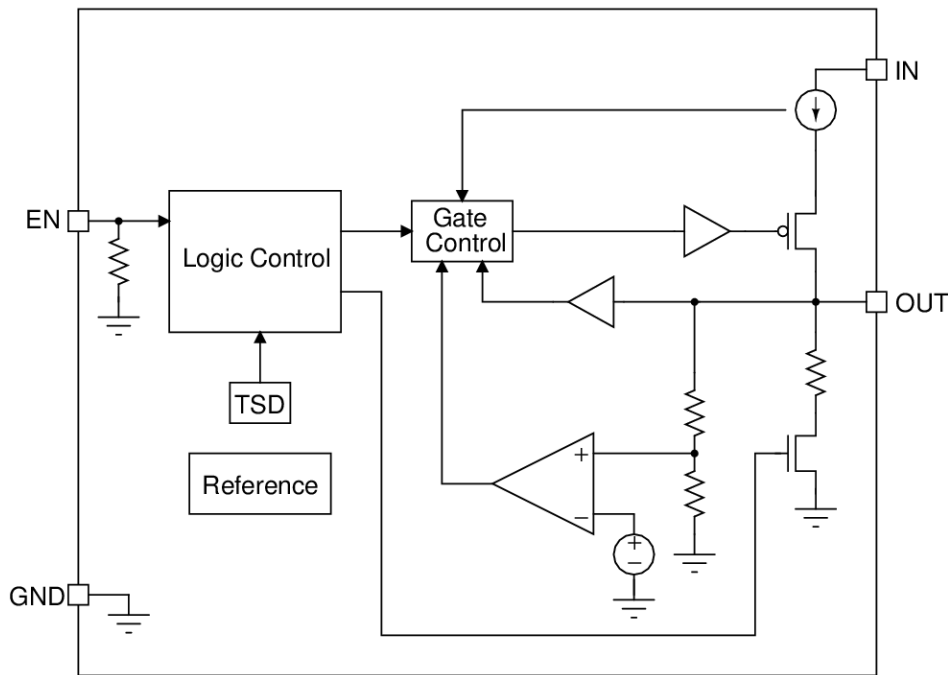 IN
EN
Logic Control
Gate
Control
OUT
TSD
+
Reference
−
+
−
GND